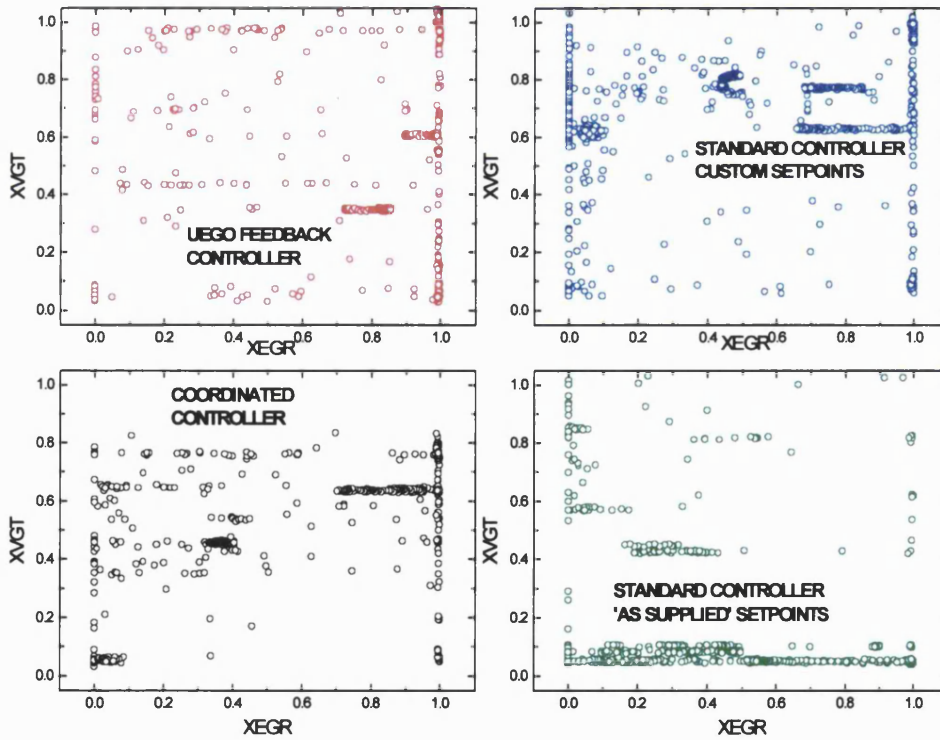 1.0
0.8
0.6
0.4
0.2
0.0
XVGT
UEGO FEEDBACK
CONTROLLER
0.0 0.2 0.4 0.6 0.8 1.0
XEGR
1.0
0.8
0.6
0.4
0.2
0.0
XVGT
STANDARD CONTROLLER
CUSTOM SETPOINTS
0.0 0.2 0.4 0.6 0.8 1.0
XEGR
1.0
0.8
0.6
0.4
0.2
0.0
XVGT
COORDINATED
CONTROLLER
0.0 0.2 0.4 0.6 0.8 1.0
XEGR
1.0
0.8
0.6
0.4
0.2
0.0
XVGT
STANDARD CONTROLLER
'AS SUPPLIED' SETPOINTS
0.0 0.2 0.4 0.6 0.8 1.0
XEGR